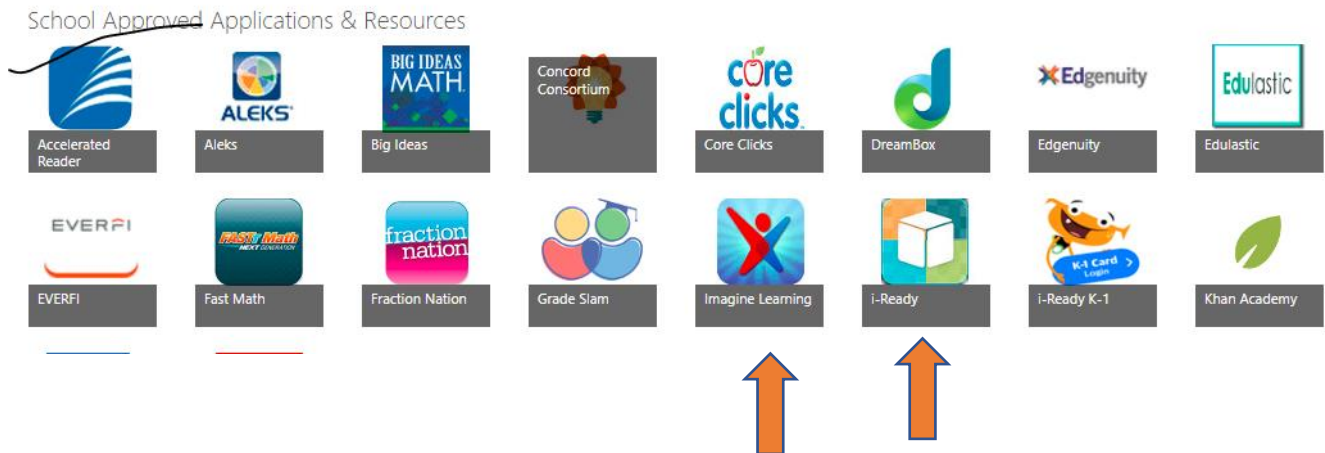 School Approved Applications & Resources
ALEKS®
BIG IDEAS
MATH.
Concord
Consortium
core
clicks.
Edgenuity
Edulastic
Accelerated
Reader
Aleks
Big Ideas
Core Clicks
DreamBox
Edgenuity
Edulastic
EVERFI
FASTT Math
NEXT GENERATION
fraction
nation
K-1 Card
Login
EVERFI
Fast Math
Fraction Nation
Grade Slam
Imagine Learning
i-Ready
i-Ready K-1
Khan Academy